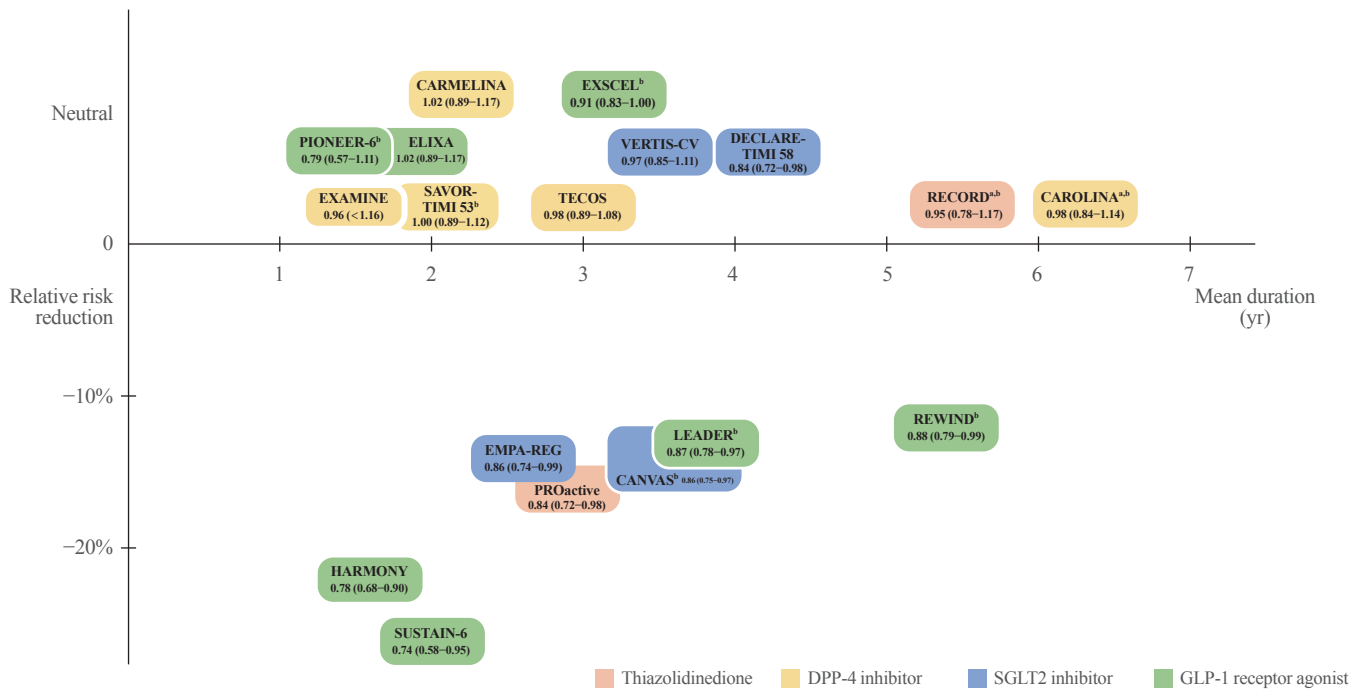 Neutral
CARMELINA
1.02 (0.89−1.17)
EXSCELᵇ
0.91 (0.83−1.00)
PIONEER-6ᵇ
0.79 (0.57−1.11)
ELIXA
1.02 (0.89−1.17)
VERTIS-CV
0.97 (0.85−1.11)
DECLARE-
TIMI 58
0.84 (0.72−0.98)
EXAMINE
0.96 (<1.16)
SAVOR-
TIMI 53ᵇ
1.00 (0.89−1.12)
TECOS
0.98 (0.89−1.08)
RECORDᵃ,ᵇ
0.95 (0.78−1.17)
CAROLINAᵃ,ᵇ
0.98 (0.84−1.14)
0
1 2 3 4 5 6 7
Relative risk
reduction
Mean duration
(yr)
−10%
REWINDᵇ
0.88 (0.79−0.99)
LEADERᵇ
0.87 (0.78−0.97)
EMPA-REG
0.86 (0.74−0.99)
CANVASᵇ 0.86 (0.75−0.97)
PROactive
0.84 (0.72−0.98)
−20%
HARMONY
0.78 (0.68−0.90)
SUSTAIN-6
0.74 (0.58−0.95)
Thiazolidinedione DPP-4 inhibitor SGLT2 inhibitor GLP-1 receptor agonist